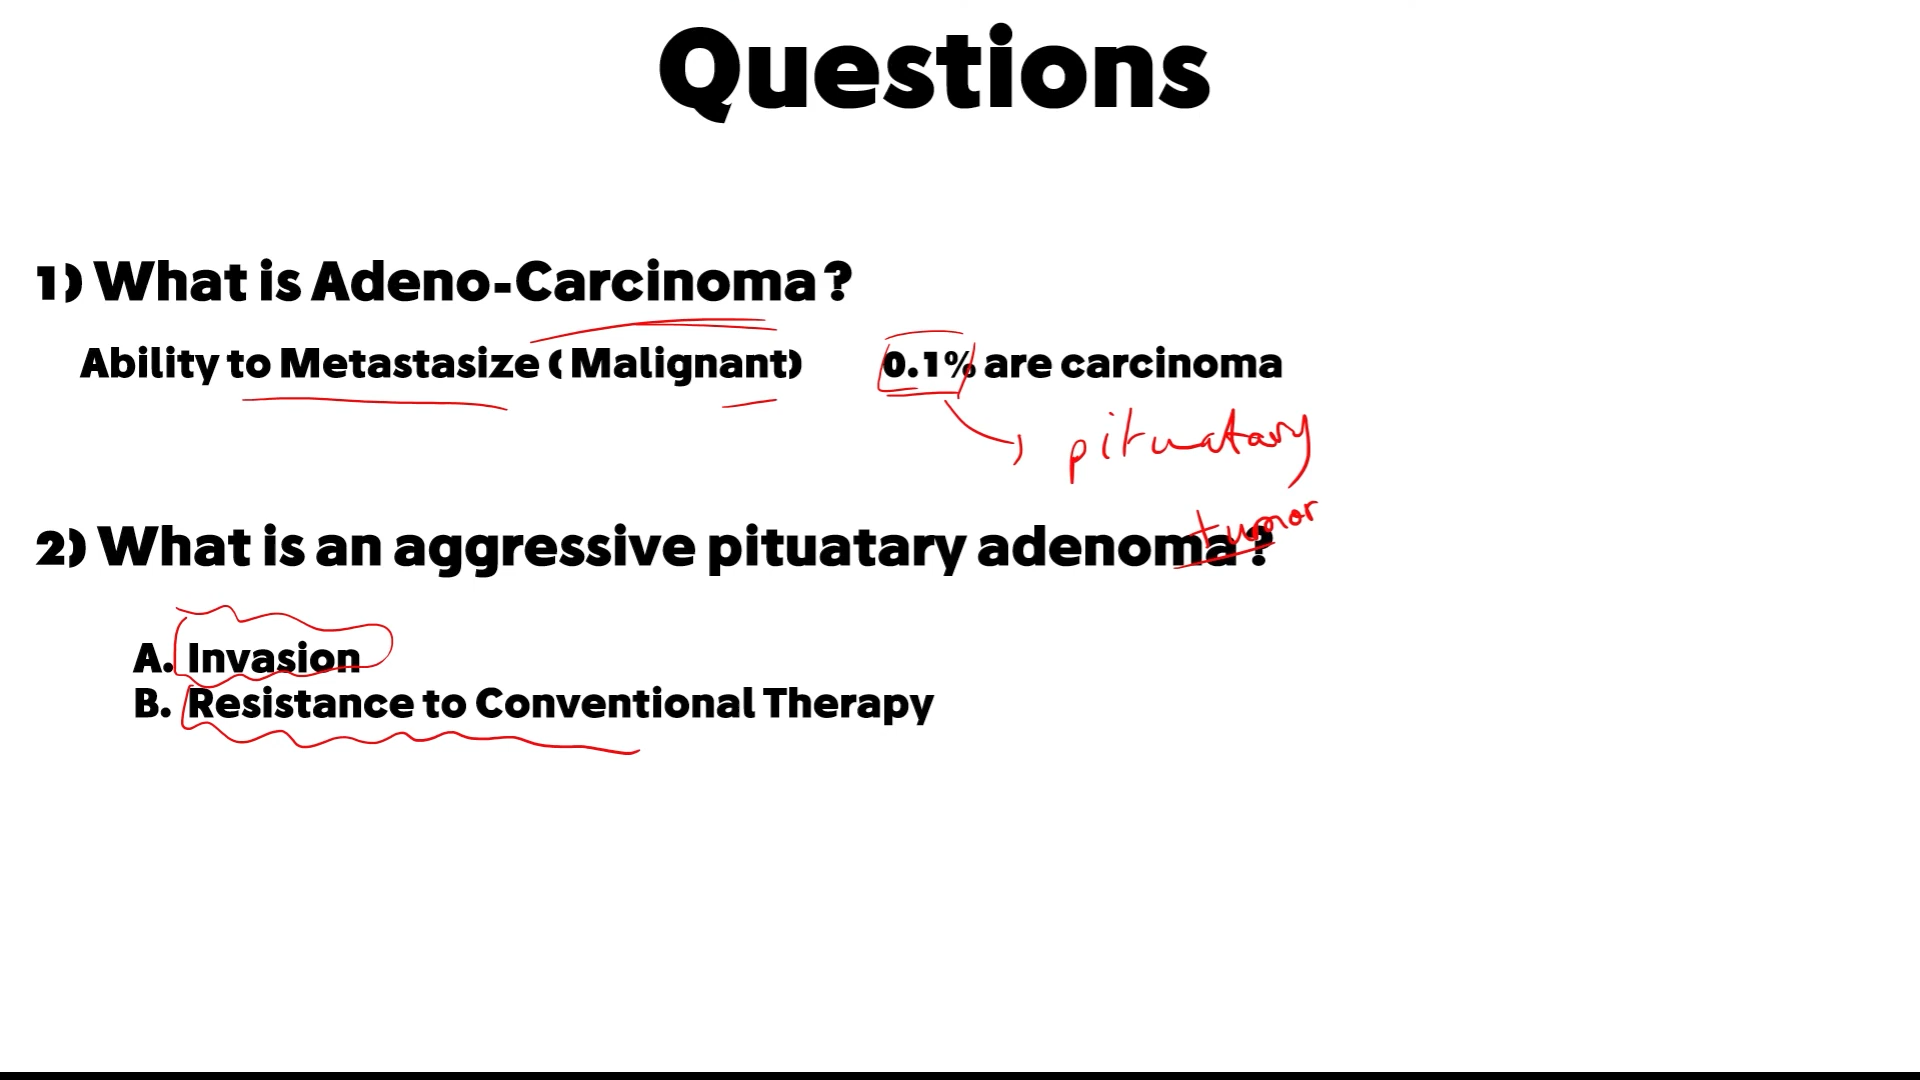 Questions
1) What is Adeno-Carcinoma?
Ability to Metastasize ( Malignant) 0.1% are carcinoma
pituatary
tumor
2) What is an aggressive pituatary adenoma?
A. Invasion
B. Resistance to Conventional Therapy